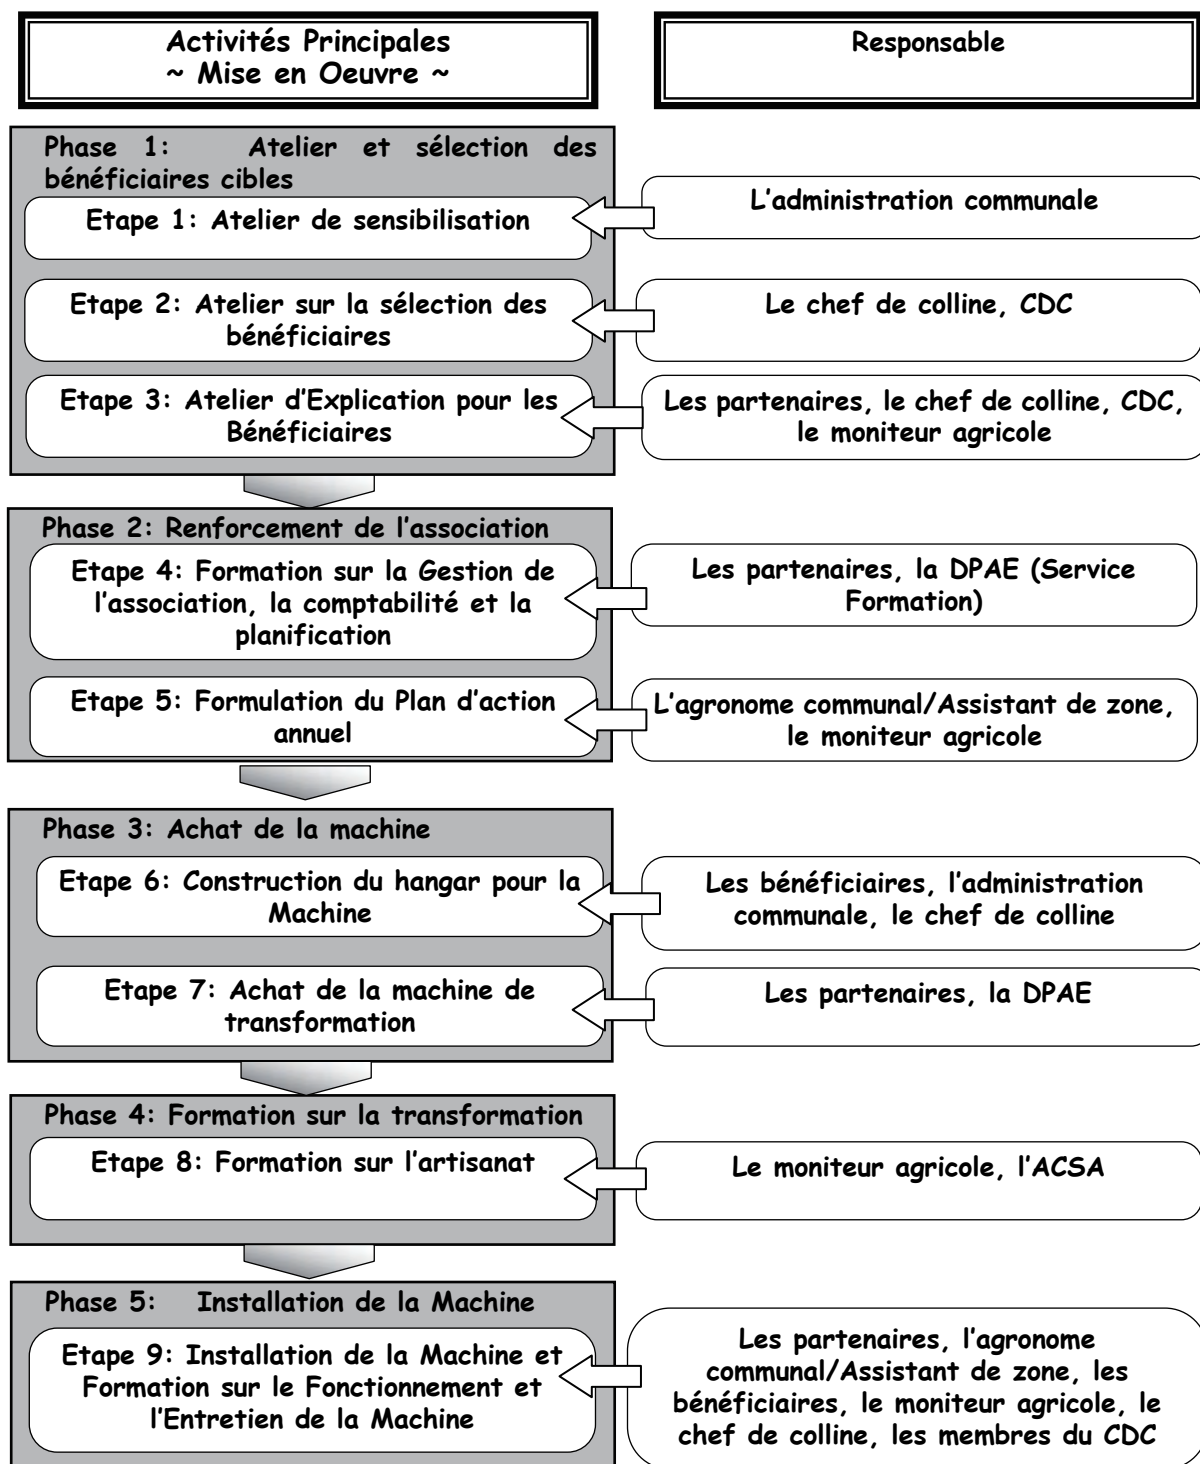 Activités Principales
~ Mise en Oeuvre ~
Responsable
Phase 1: Atelier et sélection des
bénéficiaires cibles
Etape 1: Atelier de sensibilisation
L'administration communale
Etape 2: Atelier sur la sélection des
bénéficiaires
Le chef de colline, CDC
Etape 3: Atelier d'Explication pour les
Bénéficiaires
Les partenaires, le chef de colline, CDC,
le moniteur agricole
Phase 2: Renforcement de l'association
Etape 4: Formation sur la Gestion de
l'association, la comptabilité et la
planification
Les partenaires, la DPAE (Service
Formation)
Etape 5: Formulation du Plan d'action
annuel
L'agronome communal/Assistant de zone,
le moniteur agricole
Phase 3: Achat de la machine
Etape 6: Construction du hangar pour la
Machine
Les bénéficiaires, l'administration
communale, le chef de colline
Etape 7: Achat de la machine de
transformation
Les partenaires, la DPAE
Phase 4: Formation sur la transformation
Etape 8: Formation sur l'artisanat
Le moniteur agricole, l'ACSA
Phase 5: Installation de la Machine
Etape 9: Installation de la Machine et
Formation sur le Fonctionnement et
l'Entretien de la Machine
Les partenaires, l'agronome
communal/Assistant de zone, les
bénéficiaires, le moniteur agricole, le
chef de colline, les membres du CDC